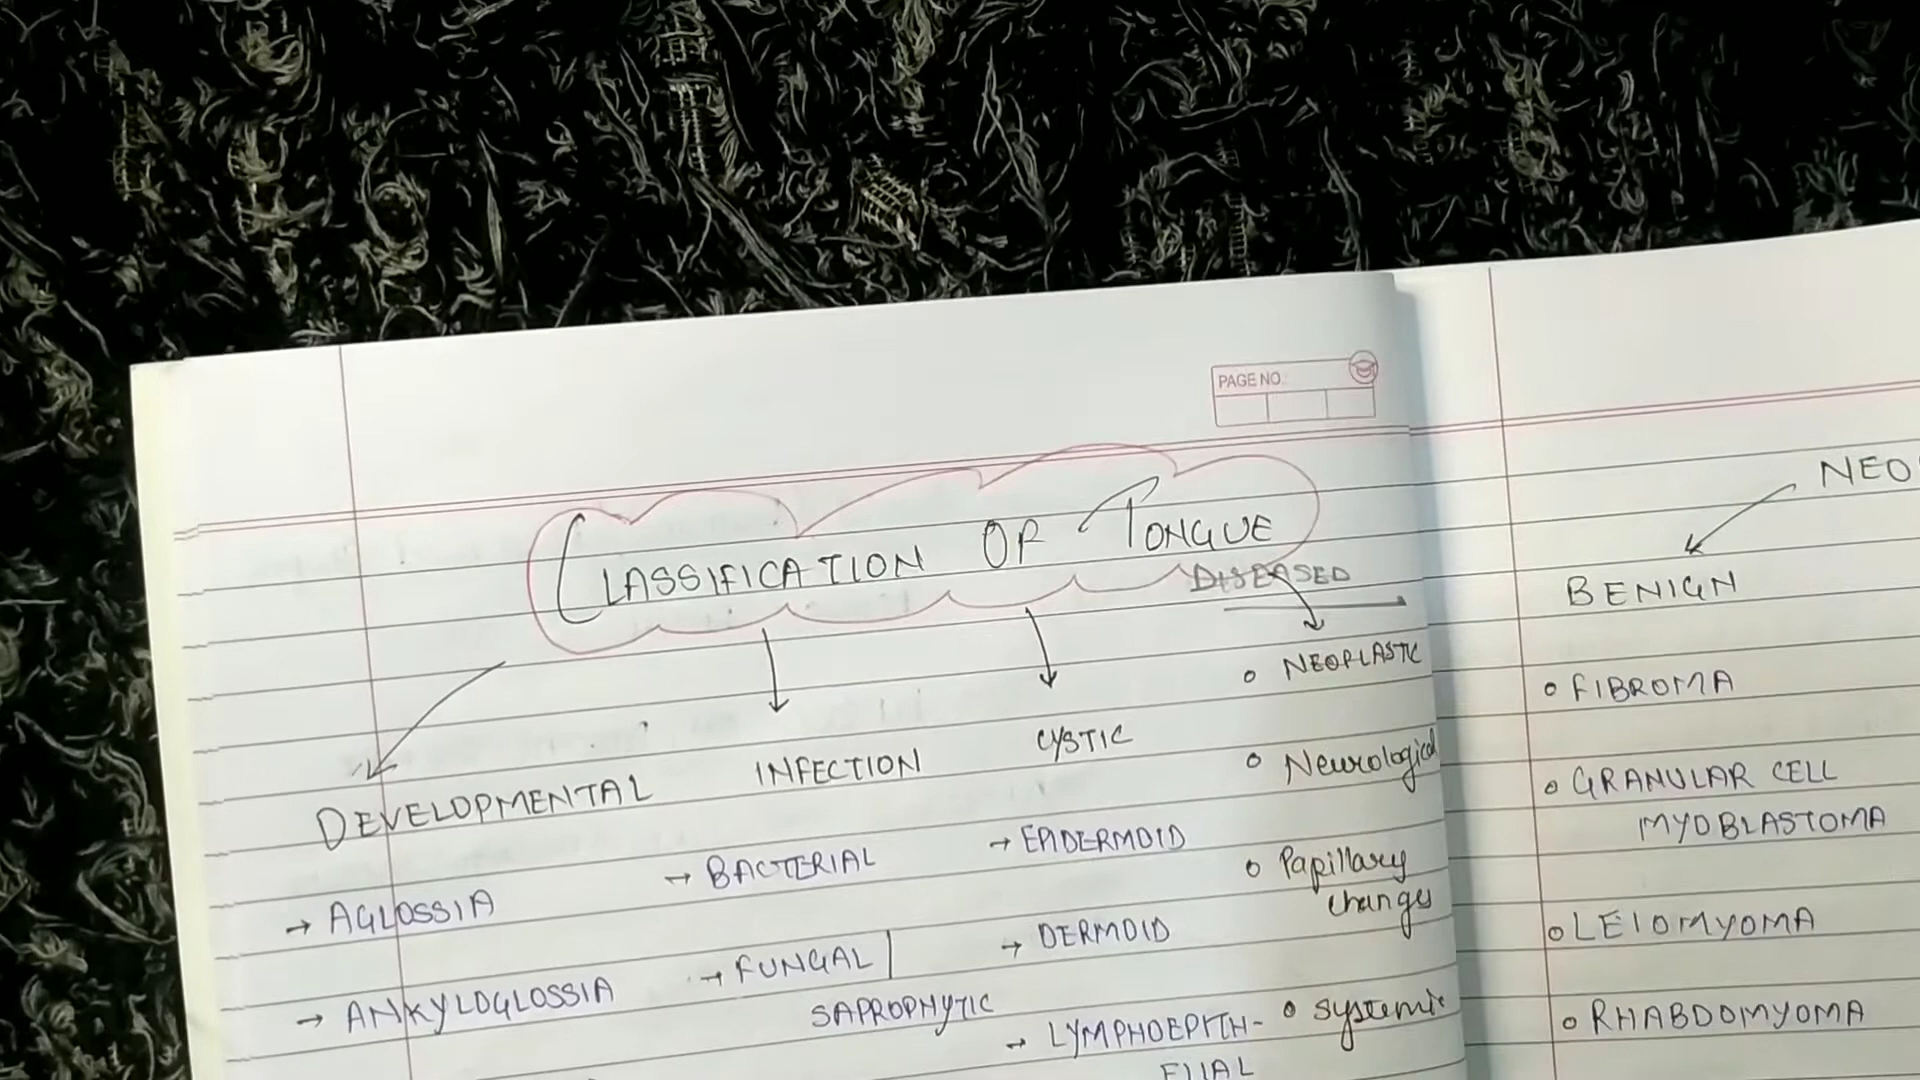 PAGE NO.
CLASSIFICATION OF TONGUE
DISEASED
DEVELOPMENTAL
→ AGLOSSIA
→ ANKYLOGLOSSIA
INFECTION
→ BACTERIAL
→ FUNGAL |
SAPROPHYTIC
CYSTIC
→ EPIDERMOID
→ DERMOID
→ LYMPHOEPITH-
ELIAL
o NEOPLASTIC
o Neurological
o Papillary
changes
o systemic
NEO
BENIGN
o FIBROMA
o GRANULAR CELL
MYOBLASTOMA
o LEIOMYOMA
o RHABDOMYOMA